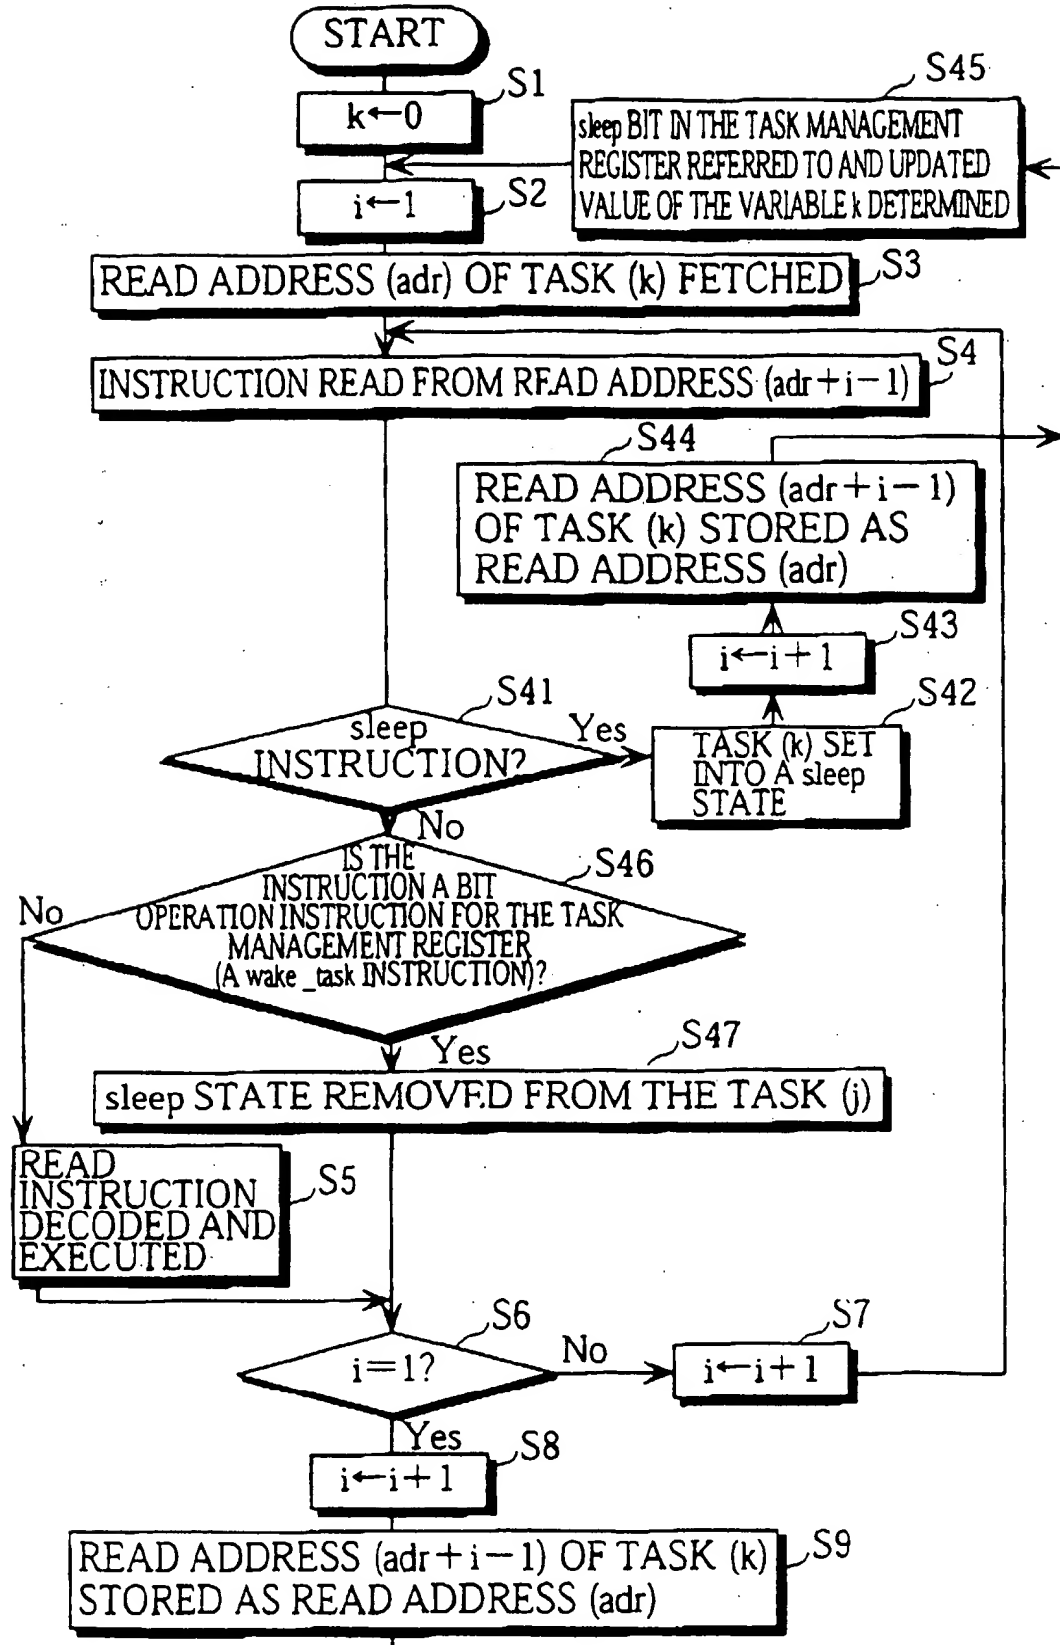 START
S1
k←0
S45
sleep BIT IN THE TASK MANAGEMENT
REGISTER REFERRED TO AND UPDATED
VALUE OF THE VARIABLE k DETERMINED
S2
i←1
S3
READ ADDRESS (adr) OF TASK (k) FETCHED
S4
INSTRUCTION READ FROM READ ADDRESS (adr+i−1)
S44
READ ADDRESS (adr+i−1)
OF TASK (k) STORED AS
READ ADDRESS (adr)
S43
i←i+1
S42
TASK (k) SET
INTO A sleep
STATE
S41
sleep
INSTRUCTION?
Yes
No
S46
IS THE
INSTRUCTION A BIT
OPERATION INSTRUCTION FOR THE TASK
MANAGEMENT REGISTER
(A wake_task INSTRUCTION)?
No
Yes
S47
sleep STATE REMOVED FROM THE TASK (j)
S5
READ
INSTRUCTION
DECODED AND
EXECUTED
S6
i=1?
No
S7
i←i+1
Yes
S8
i←i+1
S9
READ ADDRESS (adr+i−1) OF TASK (k)
STORED AS READ ADDRESS (adr)